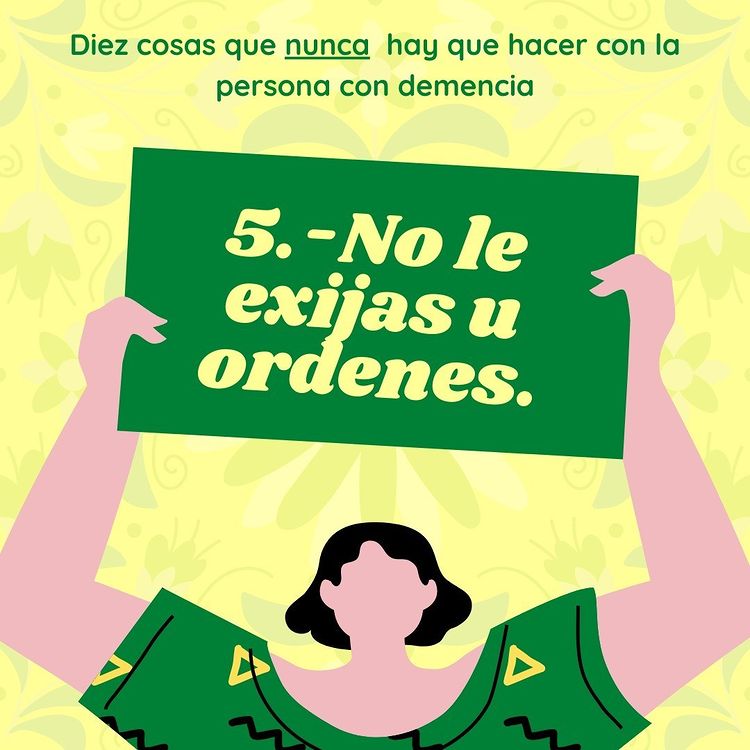 Diez cosas que nunca hay que hacer con la
persona con demencia
5.-No le
exijas u
ordenes.